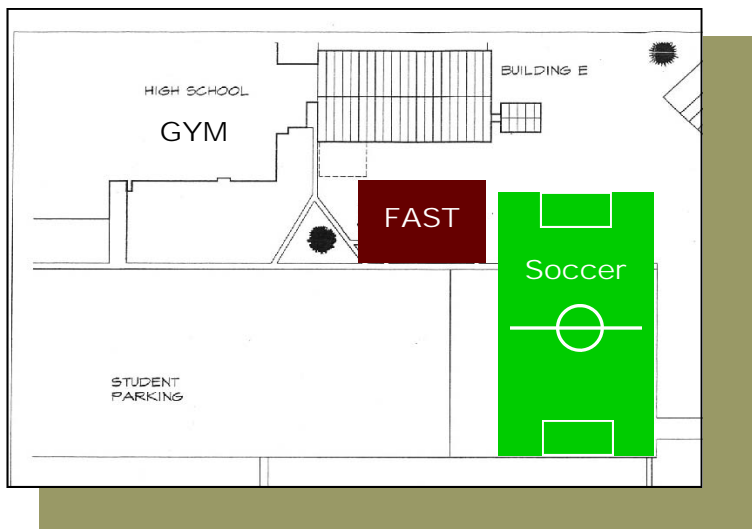 BUILDING E
HIGH SCHOOL
GYM
FAST
Soccer
STUDENT
PARKING